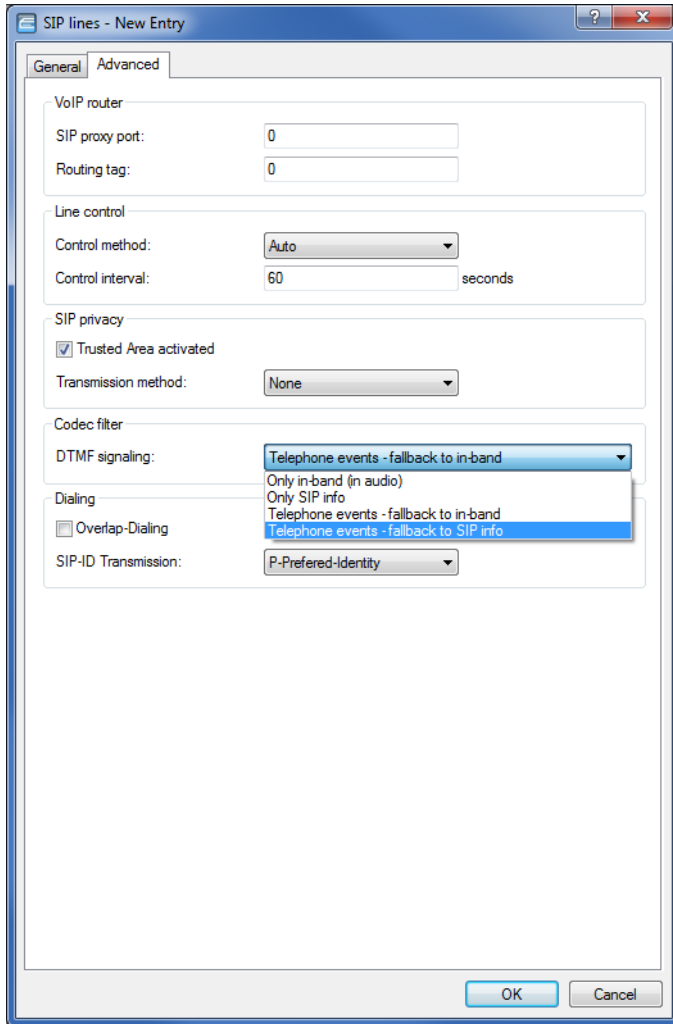 SIP lines - New Entry
General Advanced
VoIP router
SIP proxy port: 0
Routing tag: 0
Line control
Control method: Auto
Control interval: 60 seconds
SIP privacy
Trusted Area activated
Transmission method: None
Codec filter
DTMF signaling: Telephone events - fallback to in-band
Only in-band (in audio)
Only SIP info
Telephone events - fallback to in-band
Telephone events - fallback to SIP info
Dialing
Overlap-Dialing
SIP-ID Transmission: P-Prefered-Identity
OK Cancel